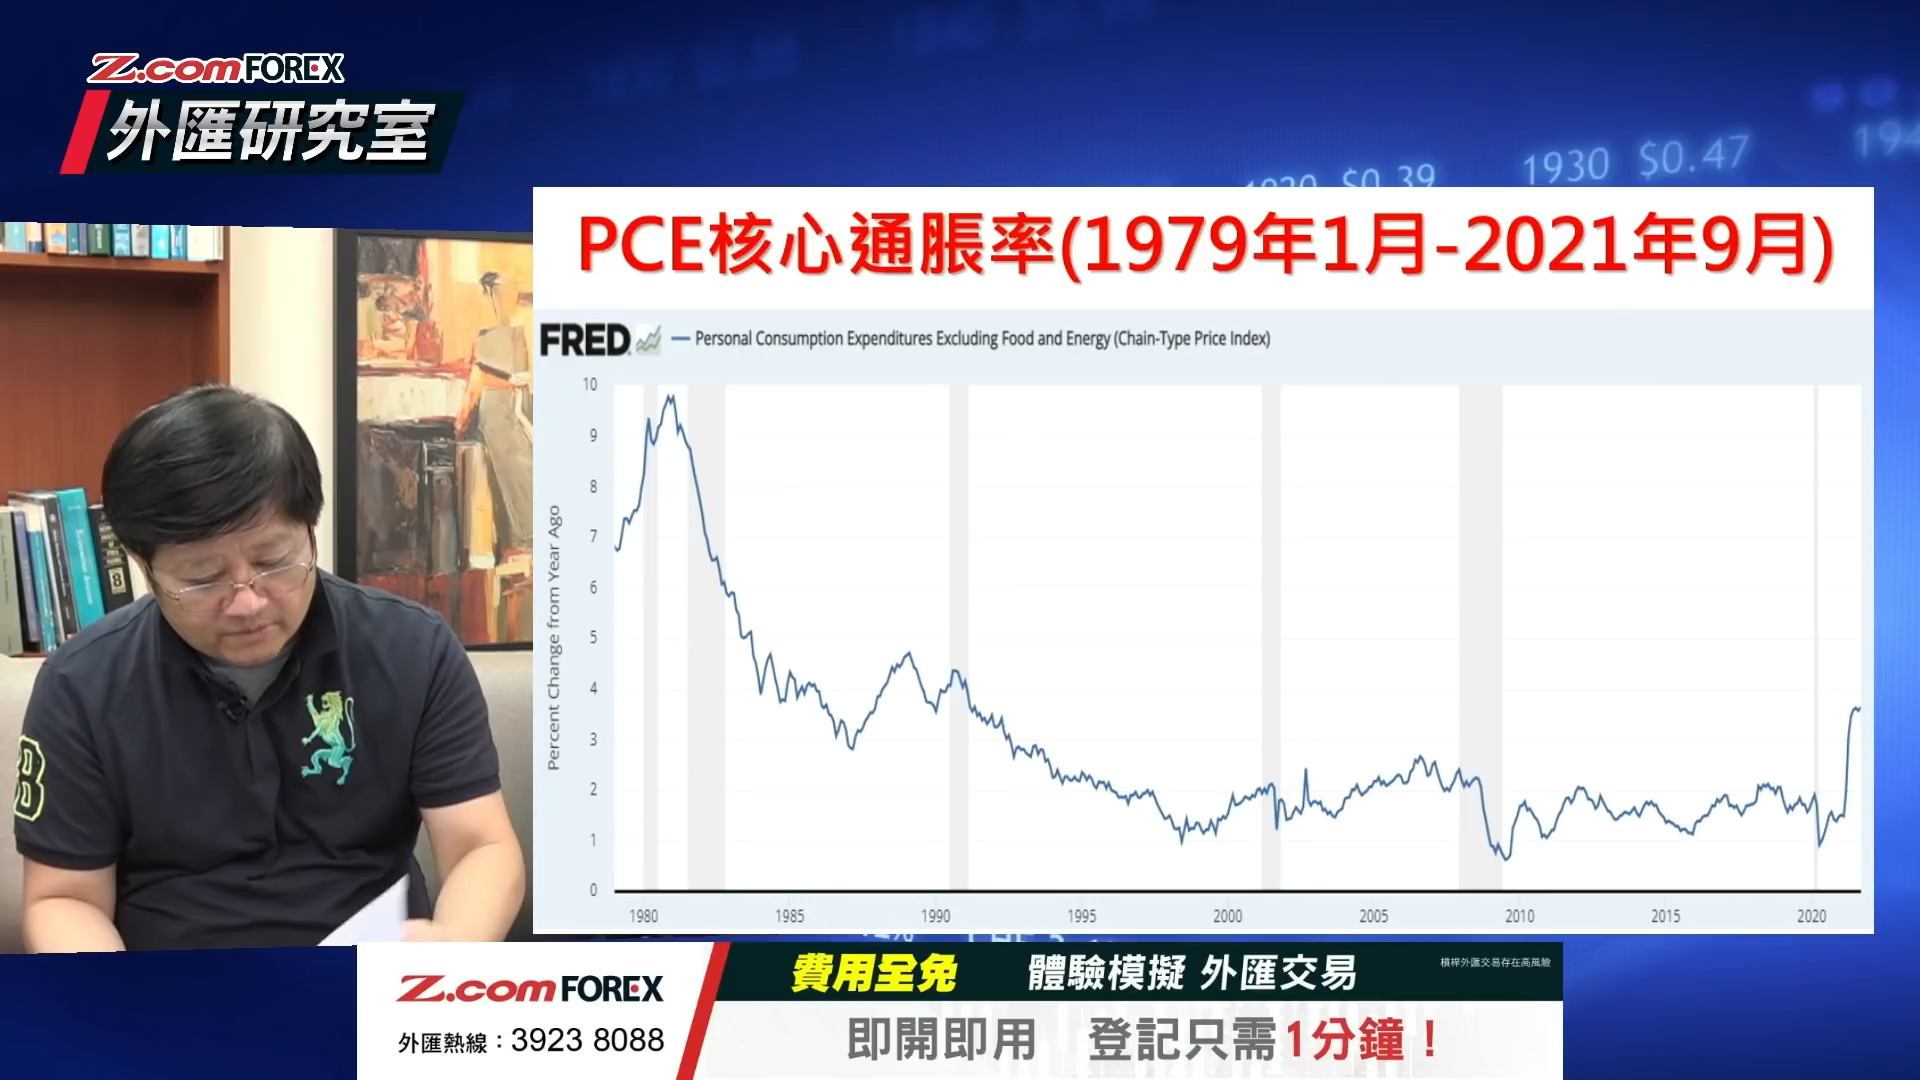 Z.comFOREX
外匯研究室
1930 $0.47
$0.39
PCE核心通脹率(1979年1月-2021年9月)
FRED
Personal Consumption Expenditures Excluding Food and Energy (Chain-Type Price Index)
Percent Change from Year Ago
10
9
8
7
6
5
4
3
2
1
0
1980 1985 1990 1995 2000 2005 2010 2015 2020
8
B
Z.comFOREX
外匯熱線：3923 8088
費用全免 體驗模擬 外匯交易
槓桿外匯交易存在高風險
即開即用 登記只需1分鐘！